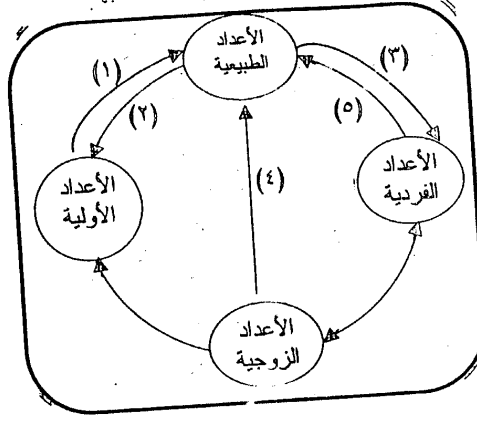 الأعداد
الطبيعية
(١)
(٢)
(٣)
(٥)
(٤)
الأعداد
الأولية
الأعداد
الفردية
الأعداد
الزوجية